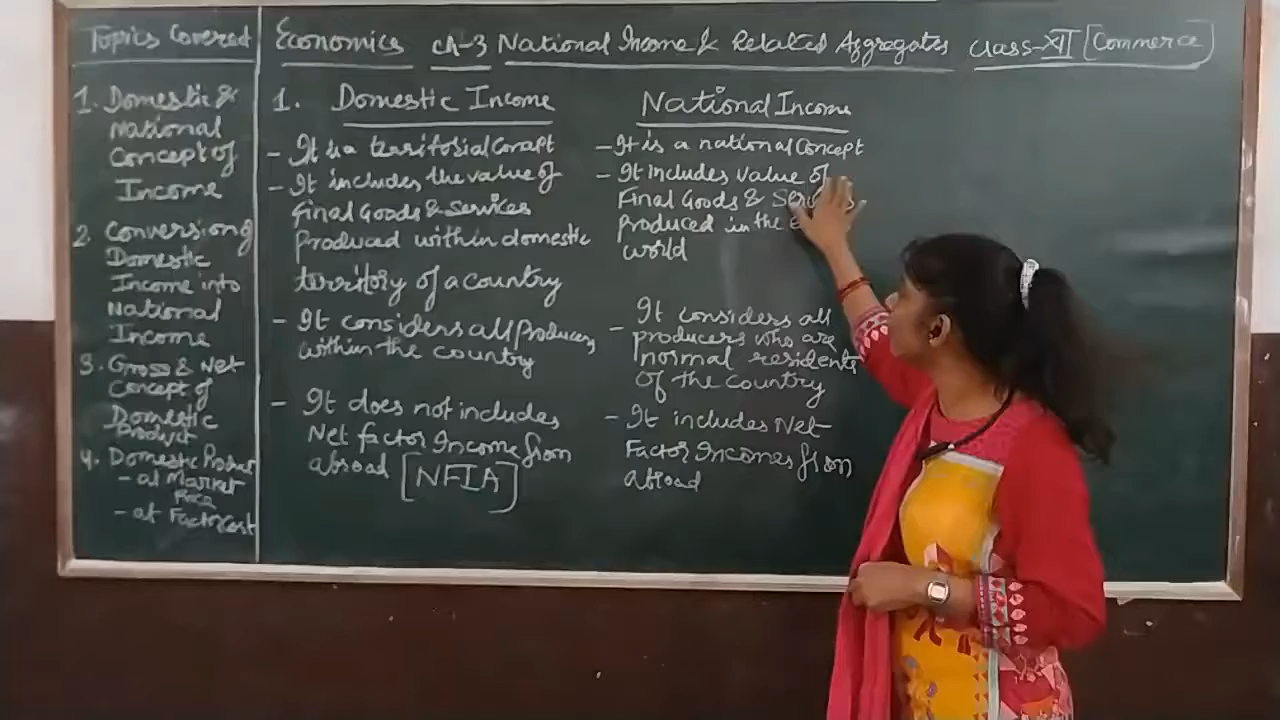 Topics Covered
1. Domestic &
National
Concept of
Income
2. Conversion of
Domestic
Income into
National
Income
3. Gross & Net
Concept of
Domestic
Product
4. Domestic Product
- at Market
Price
- at Factor Cost
Economics ch-3 National Income & Related Aggregates Class-XII [Commerce]
1. Domestic Income
- It is a territorial Concept
- It includes the value of
final Goods & Services
produced within domestic
territory of a country
- It considers all Producers
within the country
- It does not includes
Net factor Income from
abroad [NFIA]
National Income
- It is a national Concept
- It includes value of
Final Goods & Services
produced in the
world
- It considers all
producers who are
normal residents
of the country
- It includes Net
Factor Incomes from
abroad